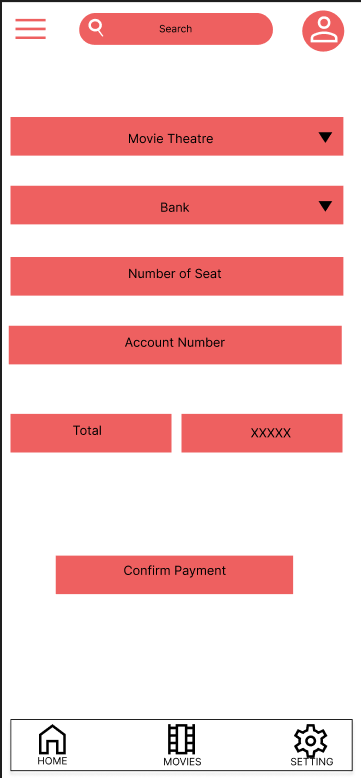 Search
Movie Theatre
Bank
Number of Seat
Account Number
Total
XXXXX
Confirm Payment
HOME
MOVIES
SETTING